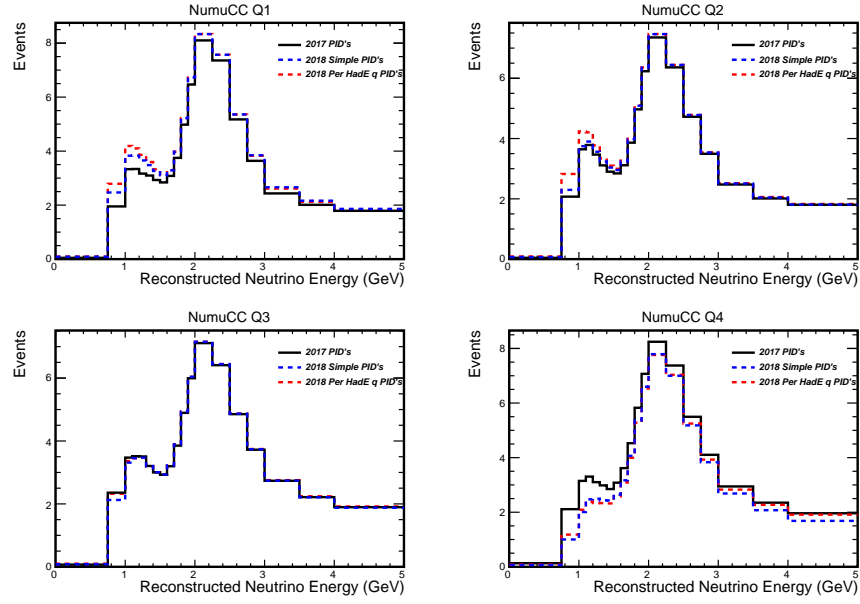 NumuCC Q1
Events
8
6
4
2
0
2017 PID's
2018 Simple PID's
2018 Per HadE q PID's
0 1 2 3 4 5
Reconstructed Neutrino Energy (GeV)
NumuCC Q2
Events
6
4
2
0
2017 PID's
2018 Simple PID's
2018 Per HadE q PID's
0 1 2 3 4 5
Reconstructed Neutrino Energy (GeV)
NumuCC Q3
Events
6
4
2
0
2017 PID's
2018 Simple PID's
2018 Per HadE q PID's
0 1 2 3 4 5
Reconstructed Neutrino Energy (GeV)
NumuCC Q4
Events
8
6
4
2
0
2017 PID's
2018 Per HadE q PID's
2018 Simple PID's
0 1 2 3 4 5
Reconstructed Neutrino Energy (GeV)